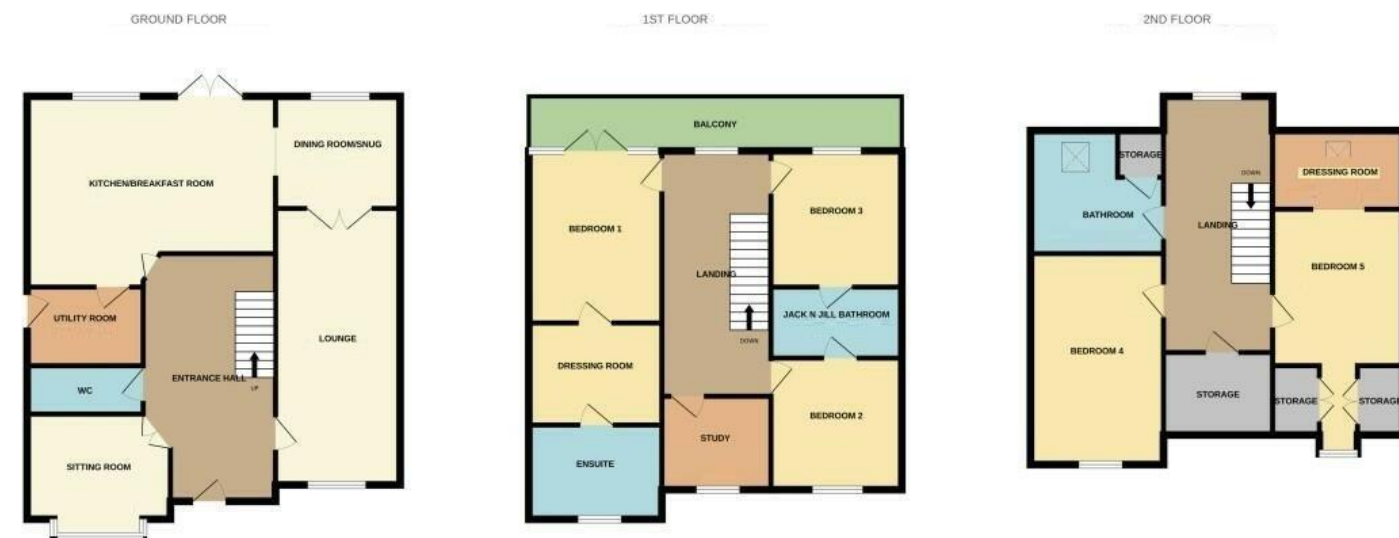 GROUND FLOOR
KITCHEN/BREAKFAST ROOM
DINING ROOM/SNUG
UTILITY ROOM
LOUNGE
WC
ENTRANCE HALL
UP
SITTING ROOM
1ST FLOOR
BALCONY
BEDROOM 1
BEDROOM 3
LANDING
JACK N JILL BATHROOM
DOWN
DRESSING ROOM
BEDROOM 2
STUDY
ENSUITE
2ND FLOOR
STORAGE
DOWN
DRESSING ROOM
BATHROOM
LANDING
BEDROOM 5
BEDROOM 4
STORAGE
STORAGE
STORAGE